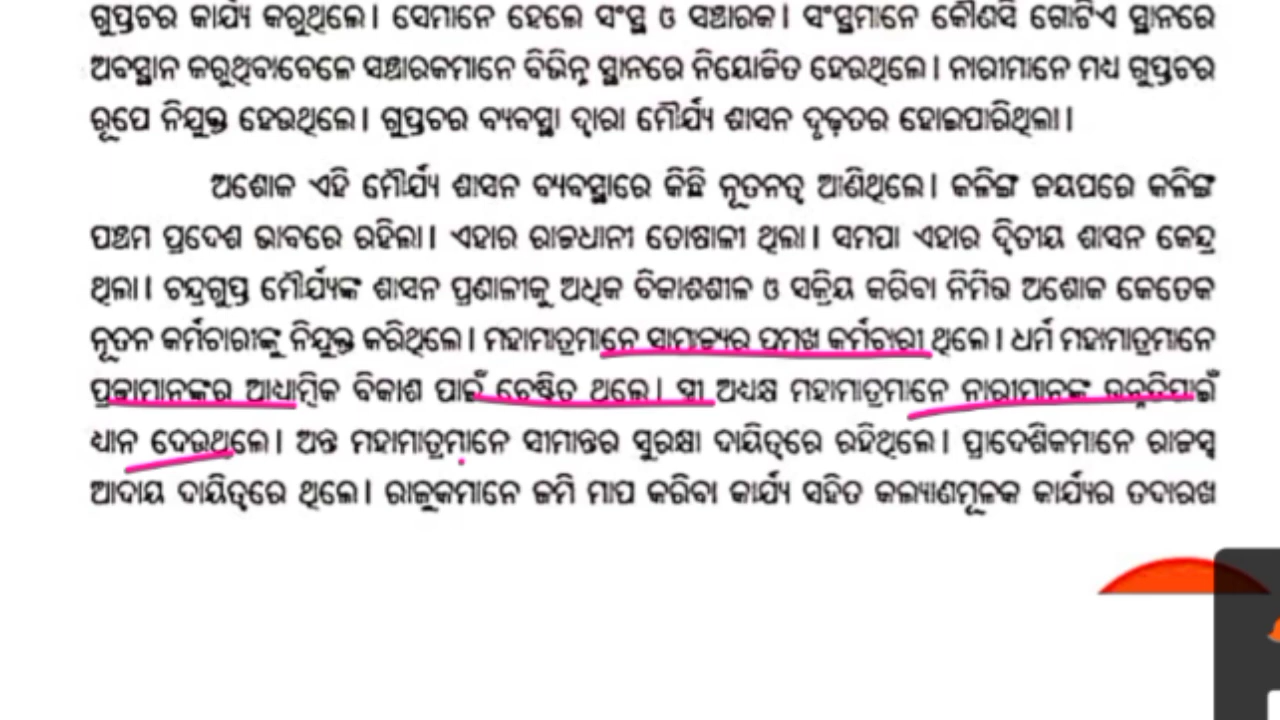 ଗୁପ୍ତଚର କାର୍ଯ୍ୟ କରୁଥିଲେ। ସେମାନେ ହେଲେ ସଂସ୍ଥ ଓ ସଞ୍ଚାରକ। ସଂସ୍ଥମାନେ କୌଣସି ଗୋଟିଏ ସ୍ଥାନରେ
ଅବସ୍ଥାନ କରୁଥିବାବେଳେ ସଞ୍ଚାରକମାନେ ବିଭିନ୍ନ ସ୍ଥାନରେ ନିୟୋଜିତ ହେଉଥିଲେ। ନାରୀମାନେ ମଧ୍ୟ ଗୁପ୍ତଚର
ରୂପେ ନିଯୁକ୍ତ ହେଉଥିଲେ। ଗୁପ୍ତଚର ବ୍ୟବସ୍ଥା ଦ୍ୱାରା ମୌର୍ଯ୍ୟ ଶାସନ ଦୃଢ଼ତର ହୋଇପାରିଥିଲା।
ଅଶୋକ ଏହି ମୌର୍ଯ୍ୟ ଶାସନ ବ୍ୟବସ୍ଥାରେ କିଛି ନୂତନତ୍ୱ ଆଣିଥିଲେ। କଳିଙ୍ଗ ଜୟପରେ କଳିଙ୍ଗ
ପଞ୍ଚମ ପ୍ରଦେଶ ଭାବରେ ରହିଲା। ଏହାର ରାଜଧାନୀ ତୋଷାଳୀ ଥିଲା। ସମପା ଏହାର ଦ୍ୱିତୀୟ ଶାସନ କେନ୍ଦ୍ର
ଥିଲା। ଚନ୍ଦ୍ରଗୁପ୍ତ ମୌର୍ଯ୍ୟଙ୍କ ଶାସନ ପ୍ରଣାଳୀକୁ ଅଧିକ ବିକାଶଶୀଳ ଓ ସକ୍ରିୟ କରିବା ନିମିତ୍ତ ଅଶୋକ କେତେକ
ନୂତନ କର୍ମଚାରୀଙ୍କୁ ନିଯୁକ୍ତ କରିଥିଲେ। ମହାମାତ୍ରମାନେ ସାମ୍ରାଜ୍ୟର ପ୍ରମୁଖ କର୍ମଚାରୀ ଥିଲେ। ଧର୍ମ ମହାମାତ୍ରମାନେ
ପ୍ରଜାମାନଙ୍କର ଆଧ୍ୟାତ୍ମିକ ବିକାଶ ପାଇଁ ଚେଷ୍ଟିତ ଥିଲେ। ସ୍ତ୍ରୀ ଅଧ୍ୟକ୍ଷ ମହାମାତ୍ରମାନେ ନାରୀମାନଙ୍କ ଉନ୍ନତିପାଇଁ
ଧ୍ୟାନ ଦେଉଥିଲେ। ଅନ୍ତ ମହାମାତ୍ରମାନେ ସୀମାନ୍ତର ସୁରକ୍ଷା ଦାୟିତ୍ୱରେ ରହିଥିଲେ। ପ୍ରାଦେଶିକମାନେ ରାଜସ୍ୱ
ଆଦାୟ ଦାୟିତ୍ୱରେ ଥିଲେ। ରାଜୁକମାନେ ଜମି ମାପ କରିବା କାର୍ଯ୍ୟ ସହିତ କଲ୍ୟାଣମୂଳକ କାର୍ଯ୍ୟର ତଦାରଖ